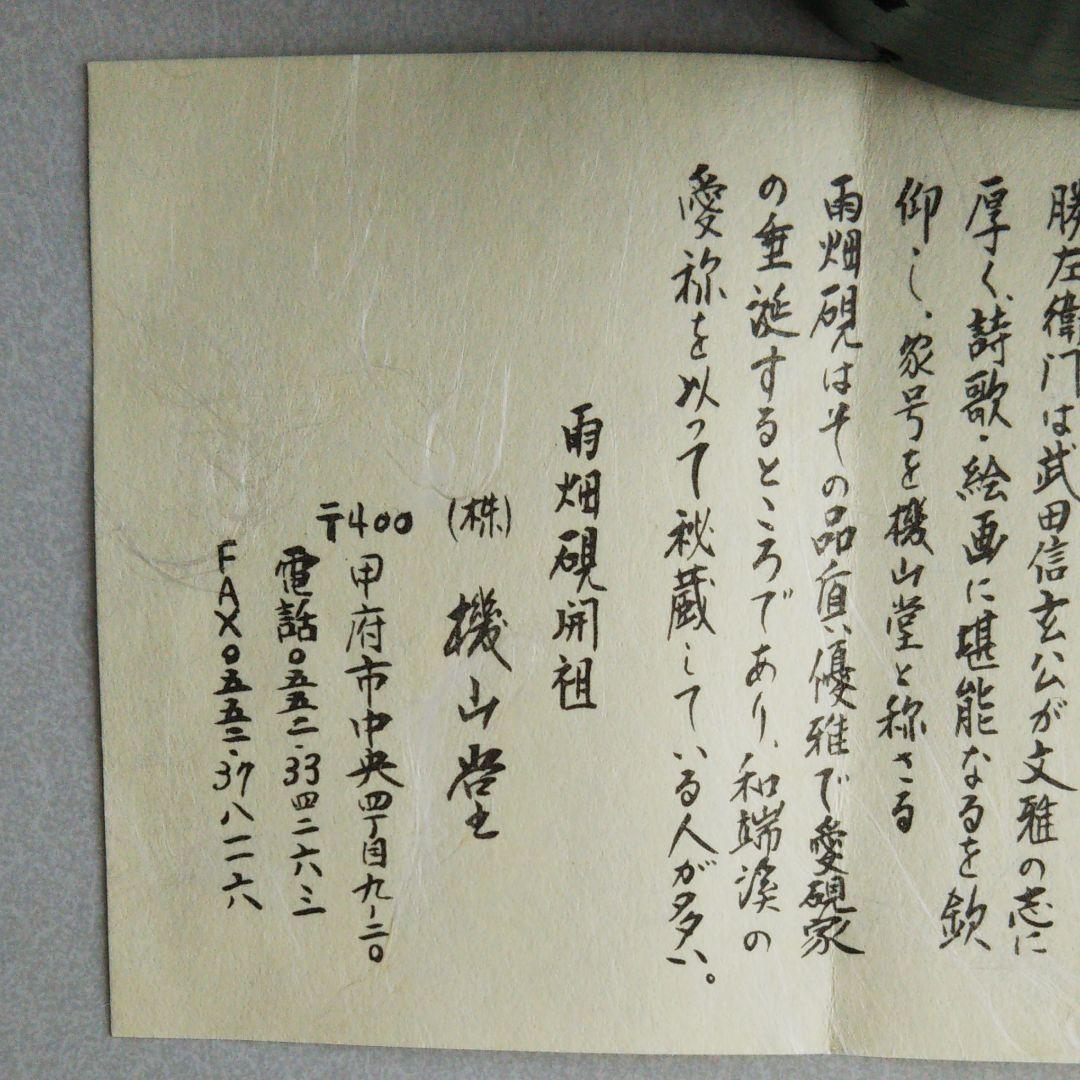 勝左衛门は武田信玄公が文雅の志に
厚く、詩歌・絵画に堪能なるを欽
仰し、家号を機山堂と称さる
雨畑硯はその品質優雅で愛硯家
の垂涎するところであり、和端溪の
愛称を以って秘蔵している人が多い。
雨畑硯開祖
(株) 機山堂
〒400 甲府市中央四丁目九ー二〇
電話〇五五二・33四二六三
FAX〇五五二・37八一一六